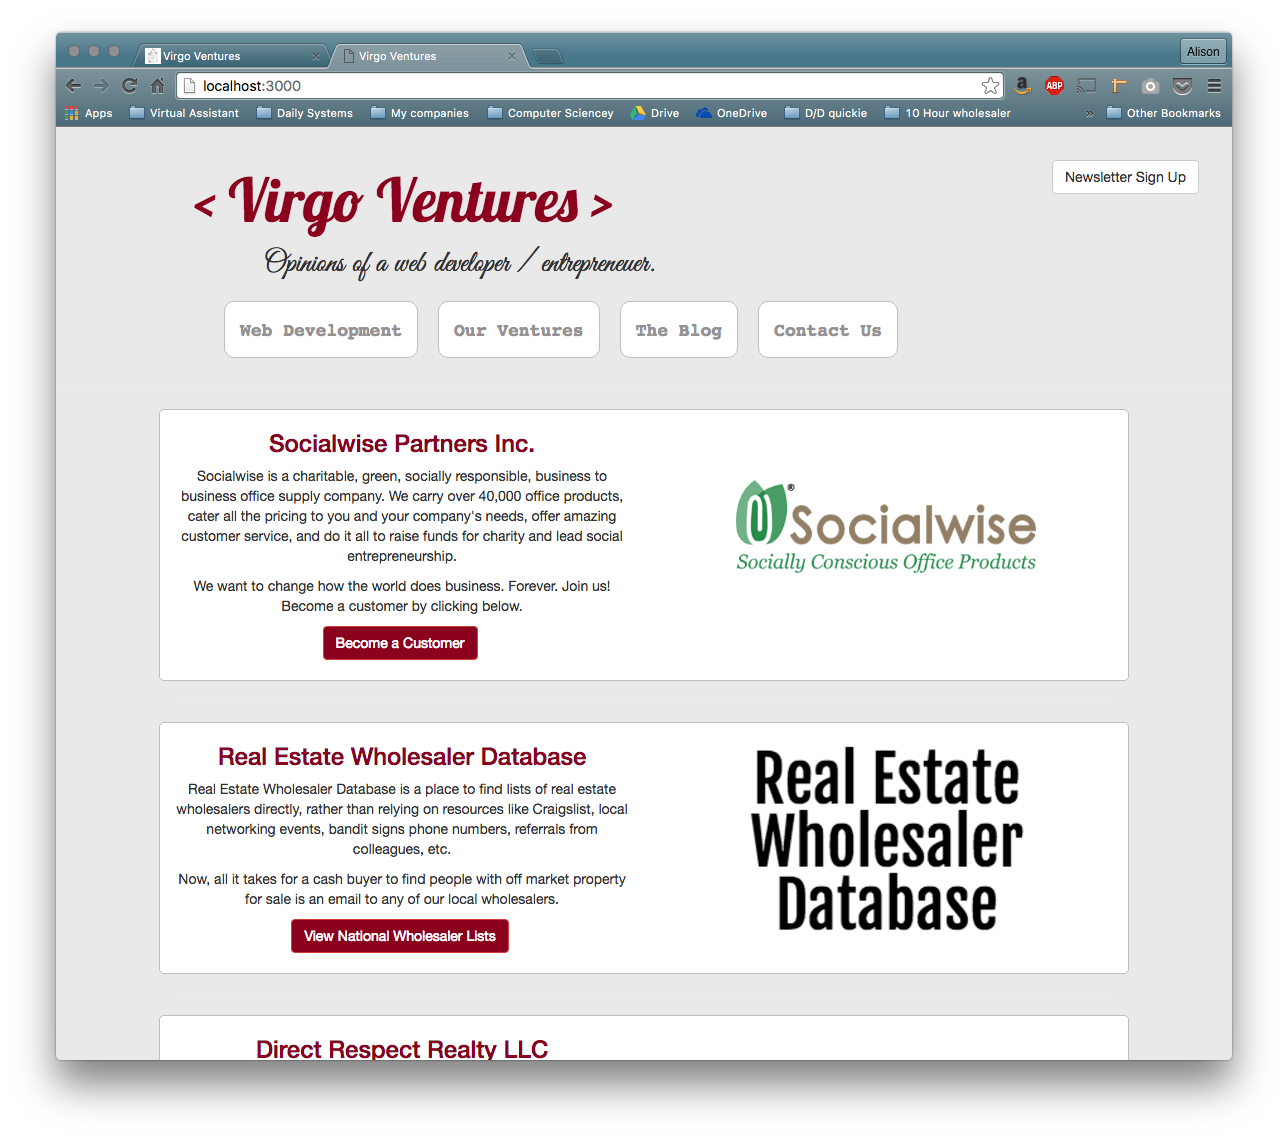 Virgo Ventures
Virgo Ventures
Alison
localhost:3000
Apps
Virtual Assistant
Daily Systems
My companies
Computer Sciencey
Drive
OneDrive
D/D quickie
10 Hour wholesaler
»
Other Bookmarks
ABP
< Virgo Ventures >
Newsletter Sign Up
Opinions of a web developer / entrepreneuer.
Web Development
Our Ventures
The Blog
Contact Us
Socialwise Partners Inc.
Socialwise is a charitable, green, socially responsible, business to
business office supply company. We carry over 40,000 office products,
cater all the pricing to you and your company's needs, offer amazing
customer service, and do it all to raise funds for charity and lead social
entrepreneurship.
We want to change how the world does business. Forever. Join us!
Become a customer by clicking below.
Become a Customer
Socialwise®
Socially Conscious Office Products
Real Estate Wholesaler Database
Real Estate Wholesaler Database is a place to find lists of real estate
wholesalers directly, rather than relying on resources like Craigslist, local
networking events, bandit signs phone numbers, referrals from
colleagues, etc.
Now, all it takes for a cash buyer to find people with off market property
for sale is an email to any of our local wholesalers.
View National Wholesaler Lists
Real Estate
Wholesaler
Database
Direct Respect Realty LLC